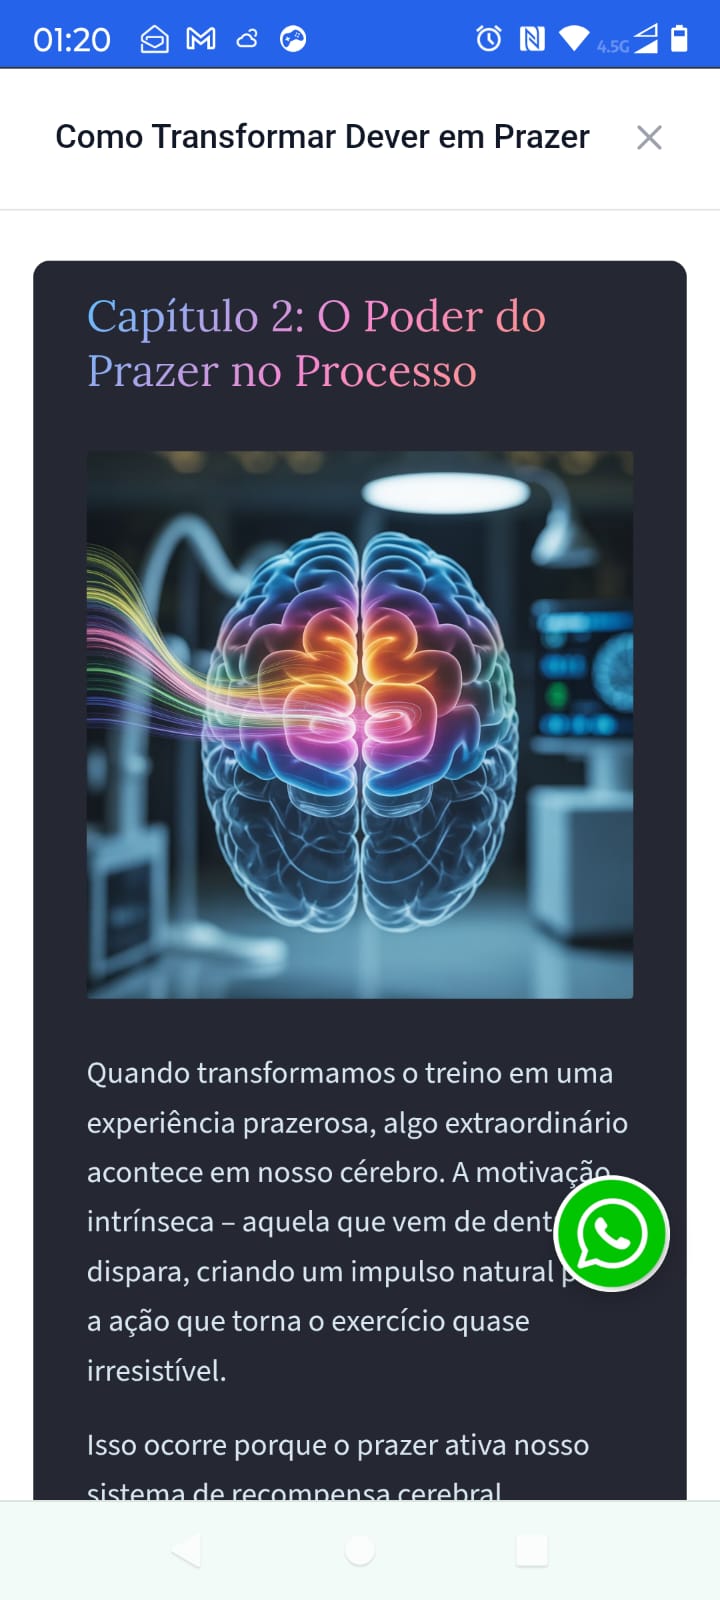 01:20
4.5G
Como Transformar Dever em Prazer
Capítulo 2: O Poder do
Prazer no Processo
Quando transformamos o treino em uma
experiência prazerosa, algo extraordinário
acontece em nosso cérebro. A motivação
intrínseca – aquela que vem de dent
dispara, criando um impulso natural p
a ação que torna o exercício quase
irresistível.
Isso ocorre porque o prazer ativa nosso
sistema de recompensa cerebral